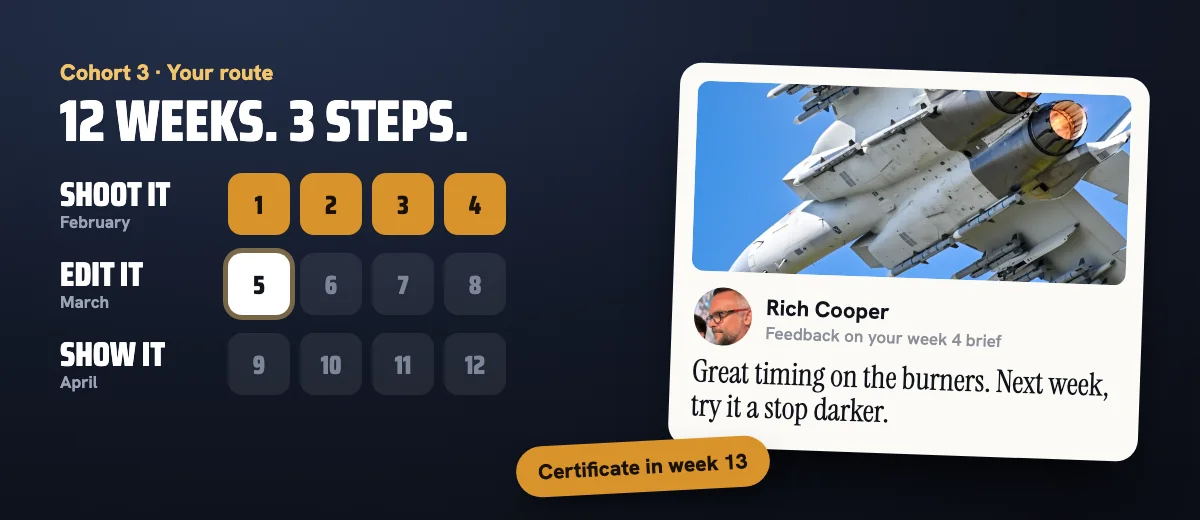 Cohort 3 · Your route
12 WEEKS. 3 STEPS.
SHOOT IT
February
1 2 3 4
EDIT IT
March
5 6 7 8
SHOW IT
April
9 10 11 12
Rich Cooper
Feedback on your week 4 brief
Great timing on the burners. Next week,
try it a stop darker.
Certificate in week 13